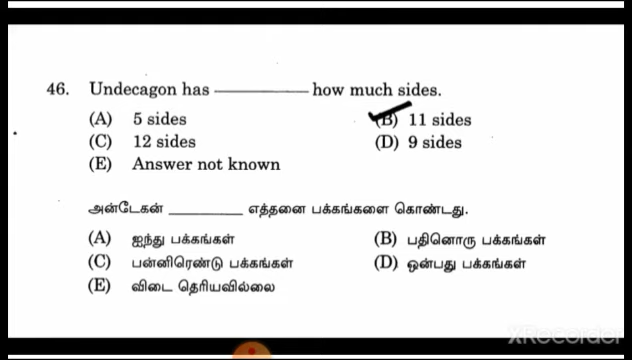 46. Undecagon has ________ how much sides.
(A) 5 sides (B) 11 sides
(C) 12 sides (D) 9 sides
(E) Answer not known
அன்டேகன் ________ எத்தனை பக்கங்களை கொண்டது.
(A) ஐந்து பக்கங்கள் (B) பதினொரு பக்கங்கள்
(C) பன்னிரெண்டு பக்கங்கள் (D) ஒன்பது பக்கங்கள்
(E) விடை தெரியவில்லை
XRecorder